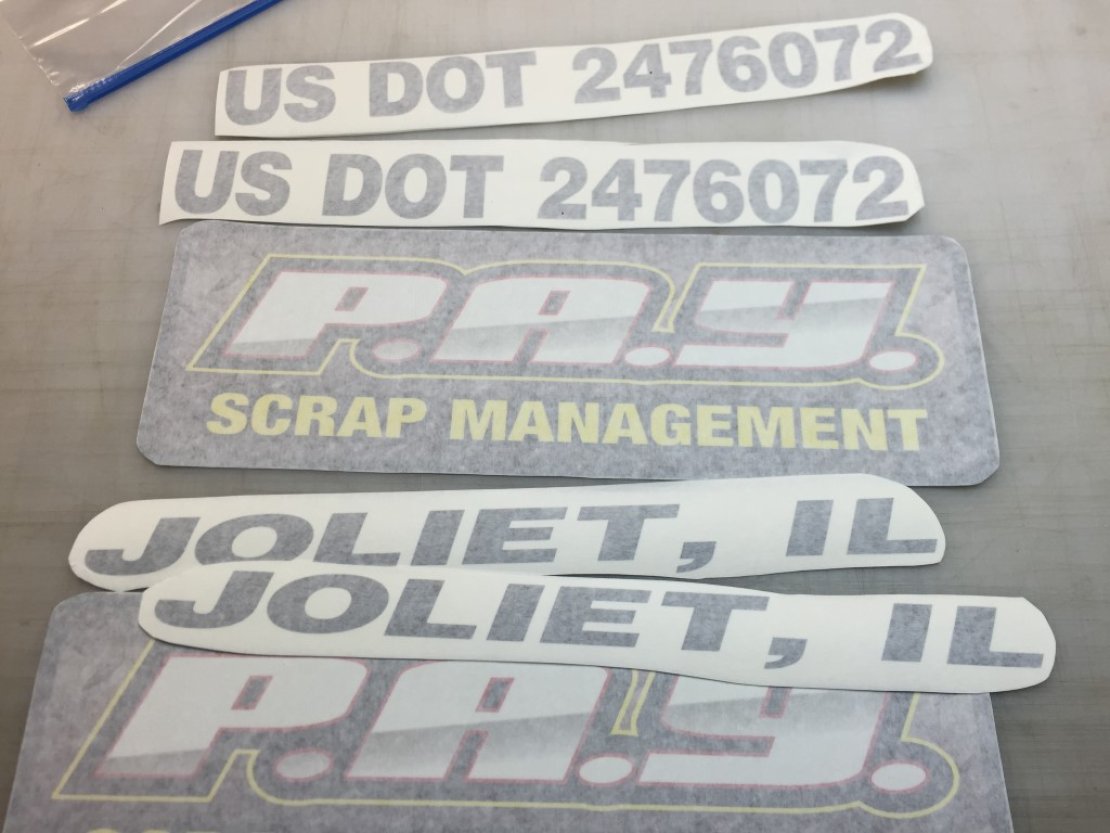 US DOT 2476072
US DOT 2476072
P.A.Y.
SCRAP MANAGEMENT
JOLIET, IL
JOLIET, IL
P.A.Y.